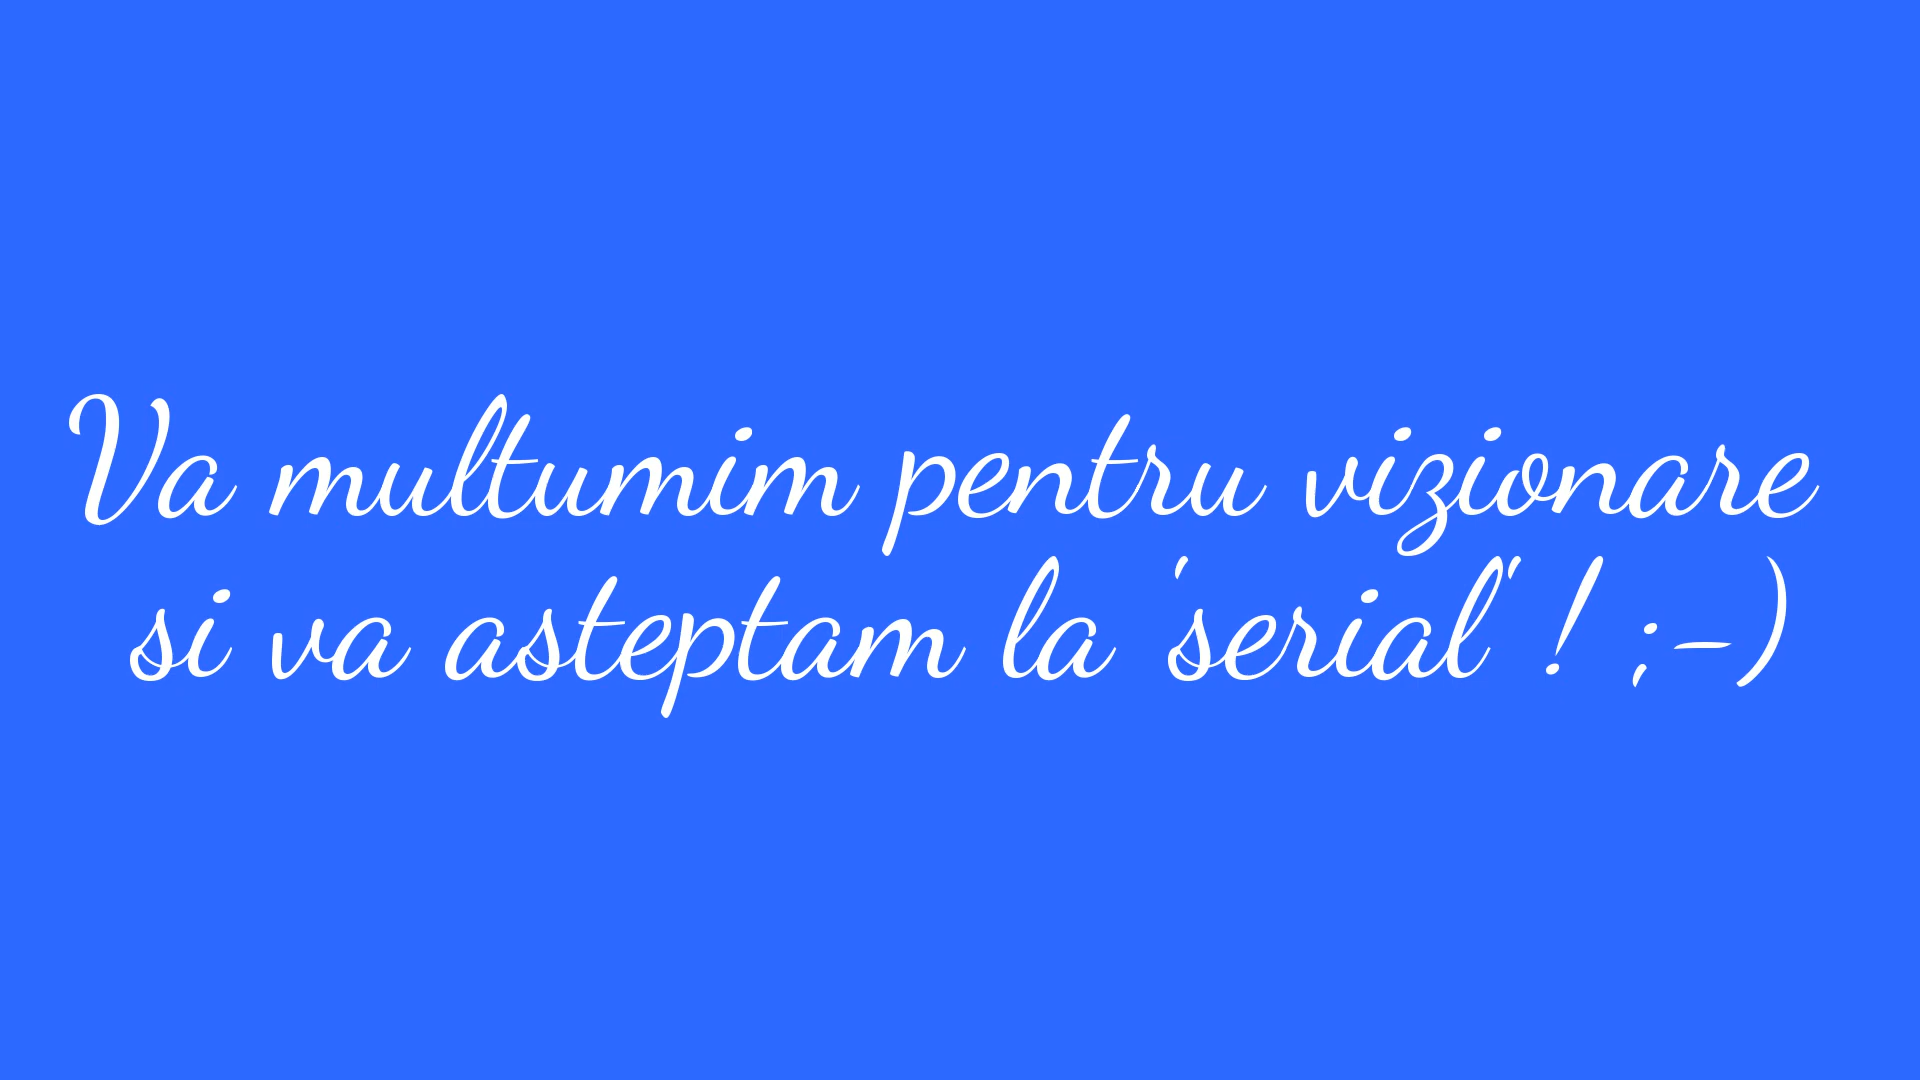 Va multumim pentru vizionare
si va asteptam la 'serial' ! ;-)